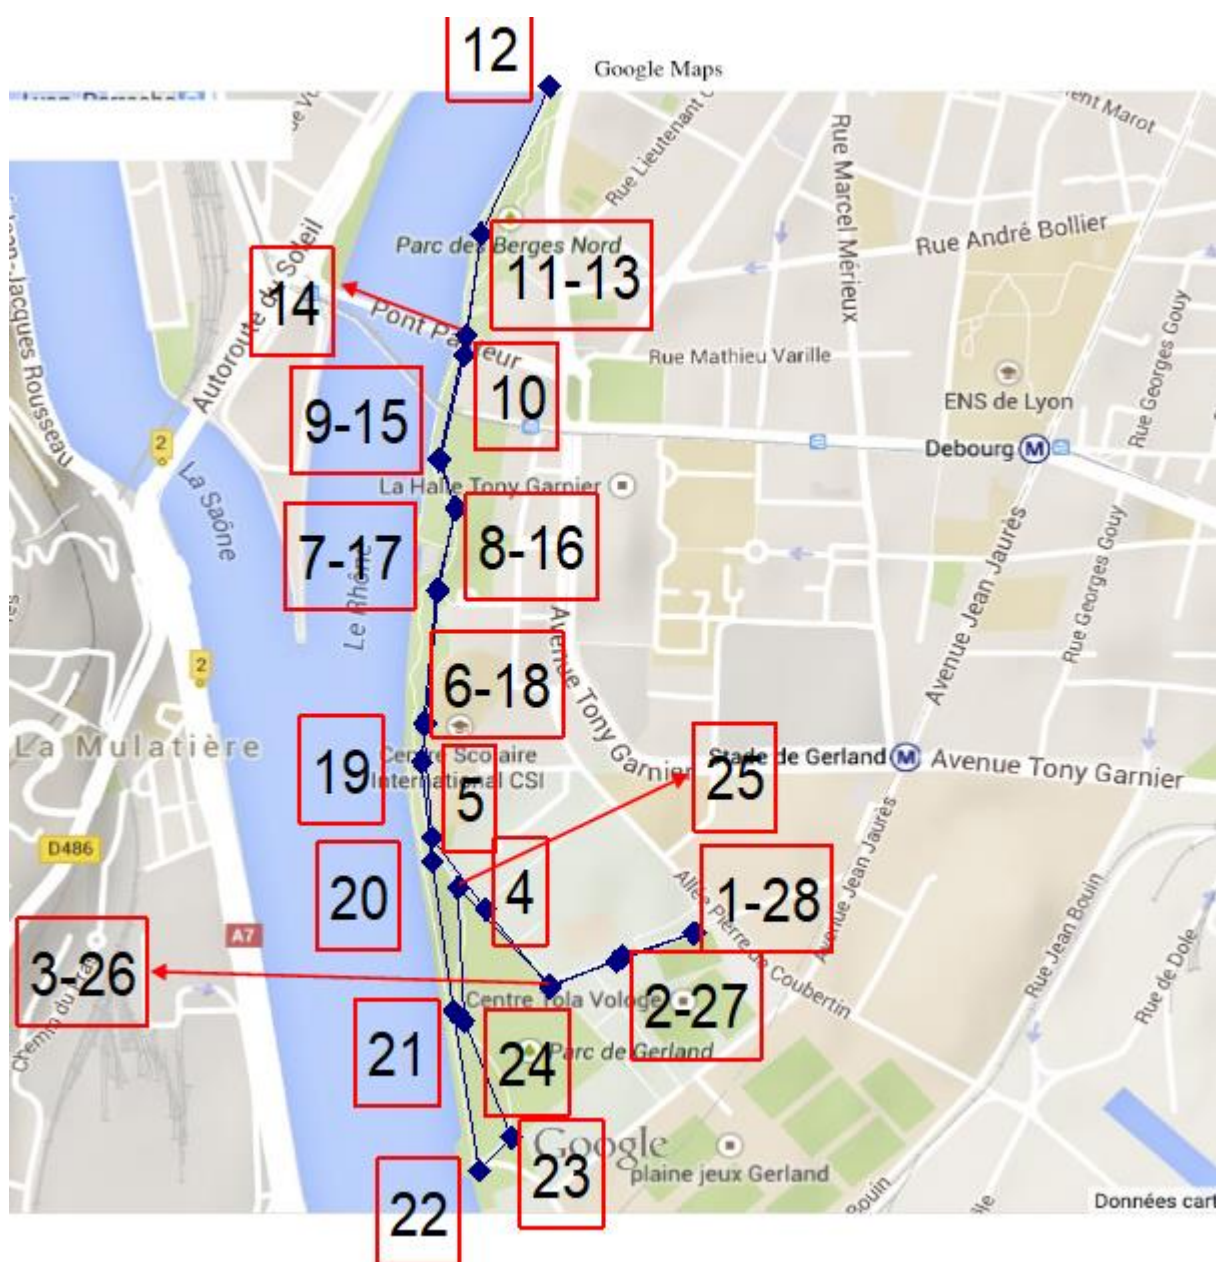 12
Google Maps
Rue Lieutenant
Marot
Rue Marcel Mérieux
Parc des Berges Nord
Rue André Bollier
11-13
14
Autoroute du Soleil
Jean-Jacques Rousseau
Pont Pasteur
Rue Mathieu Varille
Rue Georges Gouy
ENS de Lyon
10
9-15
2
Debourg M
La Saône
La Halle Tony Garnier
8-16
7-17
Le Rhône
Avenue Jean Jaurès
Rue Georges Gouy
Avenue Tony Garnier
2
6-18
La Mulatière
Centre Scolaire
International CSI
19
5
Stade de Gerland M
Avenue Tony Garnier
25
D486
20
4
1-28
Allée Pierre de Coubertin
Avenue Jean Jaurès
Rue Jean Bouin
Rue de Dole
A7
3-26
Chemin du
Centre Tola Vologe
2-27
21
24
Parc de Gerland
Google
plaine jeux Gerland
23
22
Bouin
Données cart